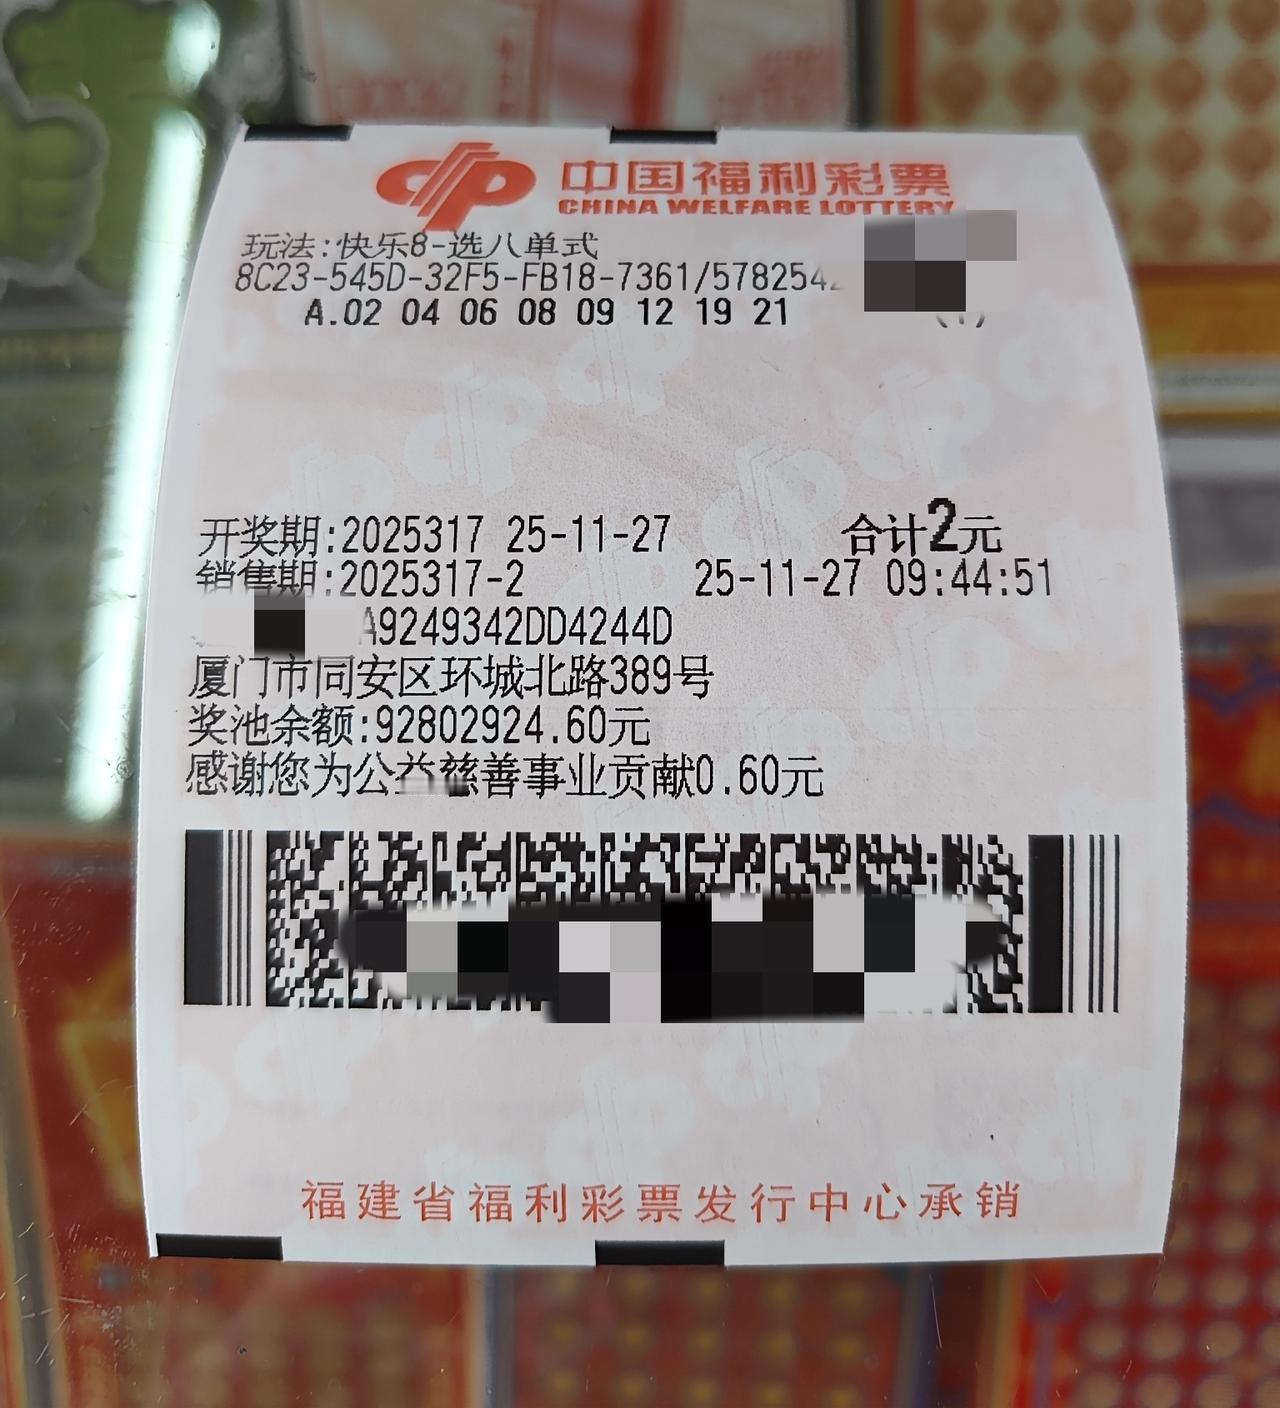 中国福利彩票
CHINA WELFARE LOTTERY
玩法:快乐8-选八单式
8C23-545D-32F5-FB18-7361/578254
A.02 04 06 08 09 12 19 21 (1)
开奖期:2025317 25-11-27 合计2元
销售期:2025317-2 25-11-27 09:44:51
A9249342DD4244D
厦门市同安区环城北路389号
奖池余额:92802924.60元
感谢您为公益慈善事业贡献0.60元
福建省福利彩票发行中心承销